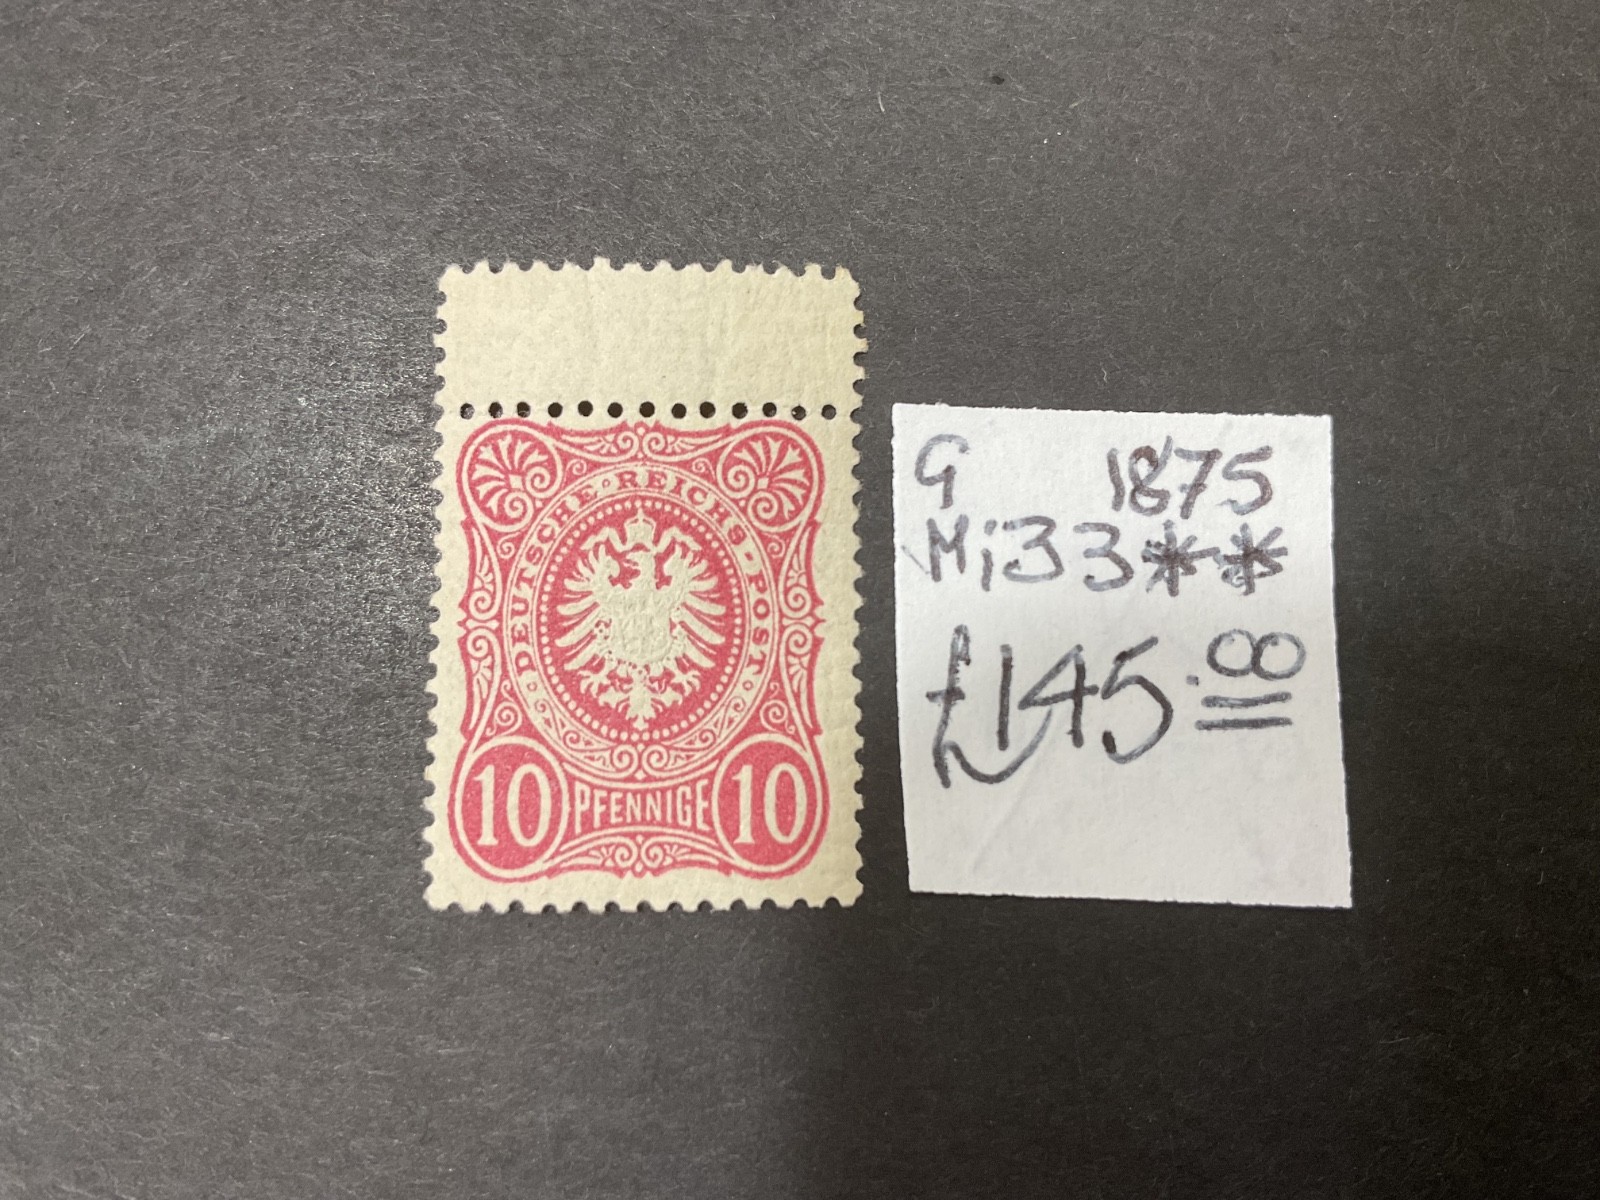 DEUTSCHE REICHS-POST
10 PFENNIGE 10
G 1875
Mi33**
£145.00